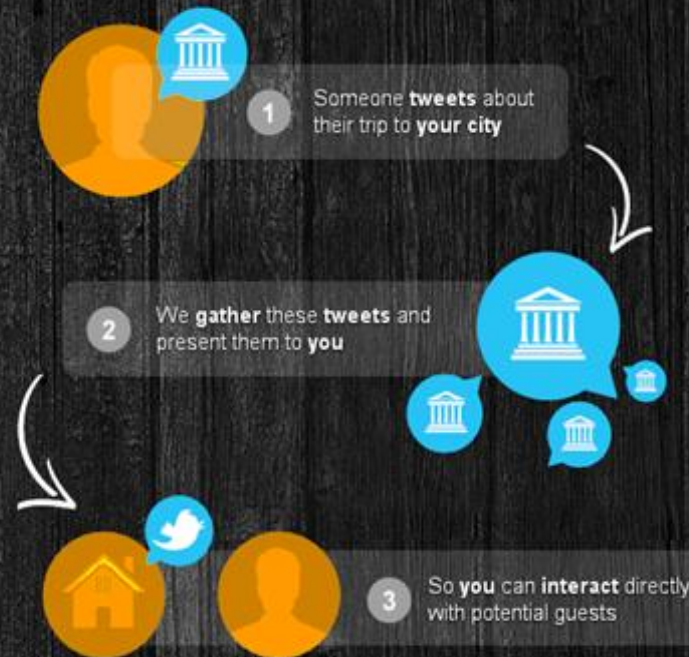 1
Someone tweets about
their trip to your city
2
We gather these tweets and
present them to you
3
So you can interact directly
with potential guests